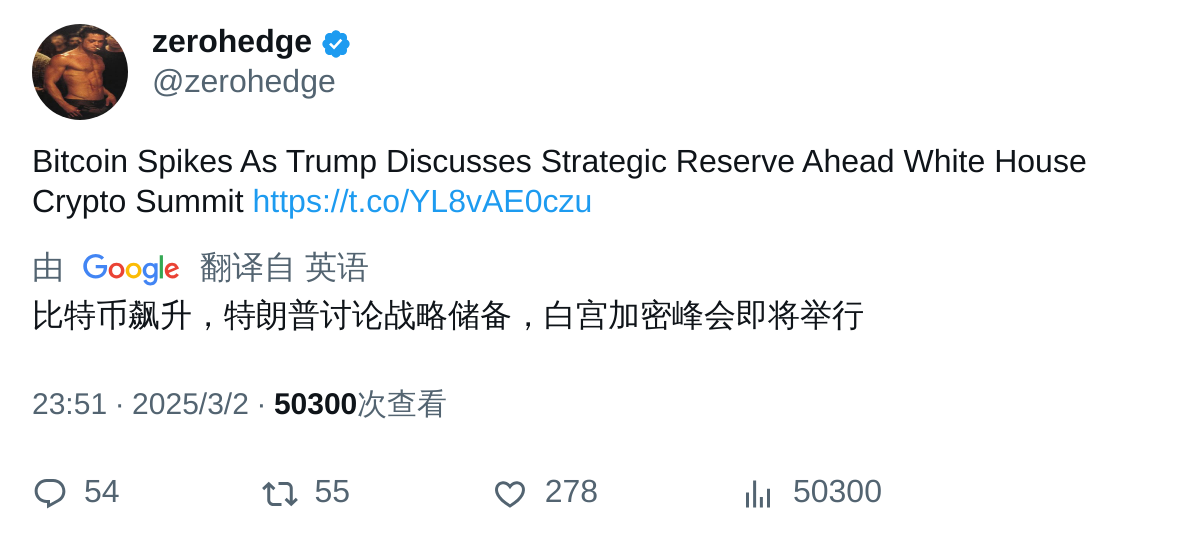 zerohedge
@zerohedge
Bitcoin Spikes As Trump Discusses Strategic Reserve Ahead White House
Crypto Summit https://t.co/YL8vAE0czu
由 Google 翻译自 英语
比特币飙升，特朗普讨论战略储备，白宫加密峰会即将举行
23:51 · 2025/3/2 · 50300次查看
54 55 278 50300